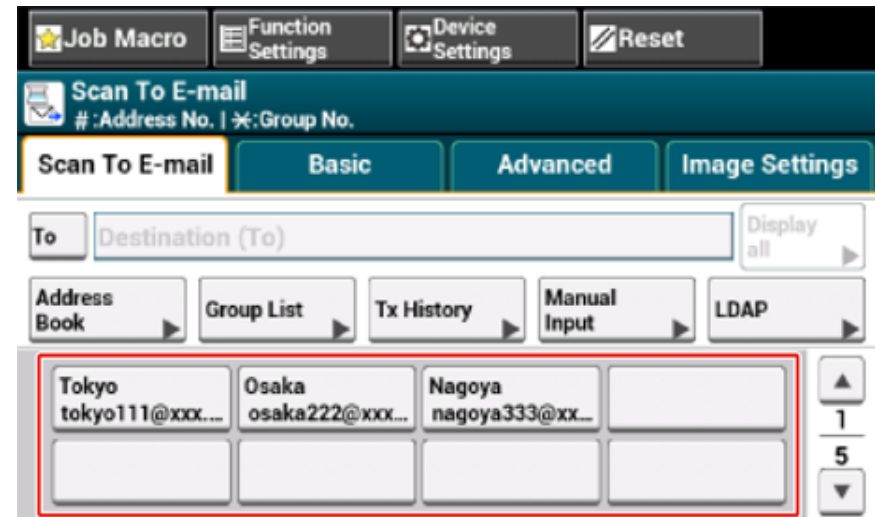 Job Macro
Function
Settings
Device
Settings
Reset
Scan To E-mail
#:Address No. | ✳:Group No.
Scan To E-mail
Basic
Advanced
Image Settings
To
Destination (To)
Display
all
Address
Book
Group List
Tx History
Manual
Input
LDAP
Tokyo
tokyo111@xxx....
Osaka
osaka222@xxx...
Nagoya
nagoya333@xx...
1
5